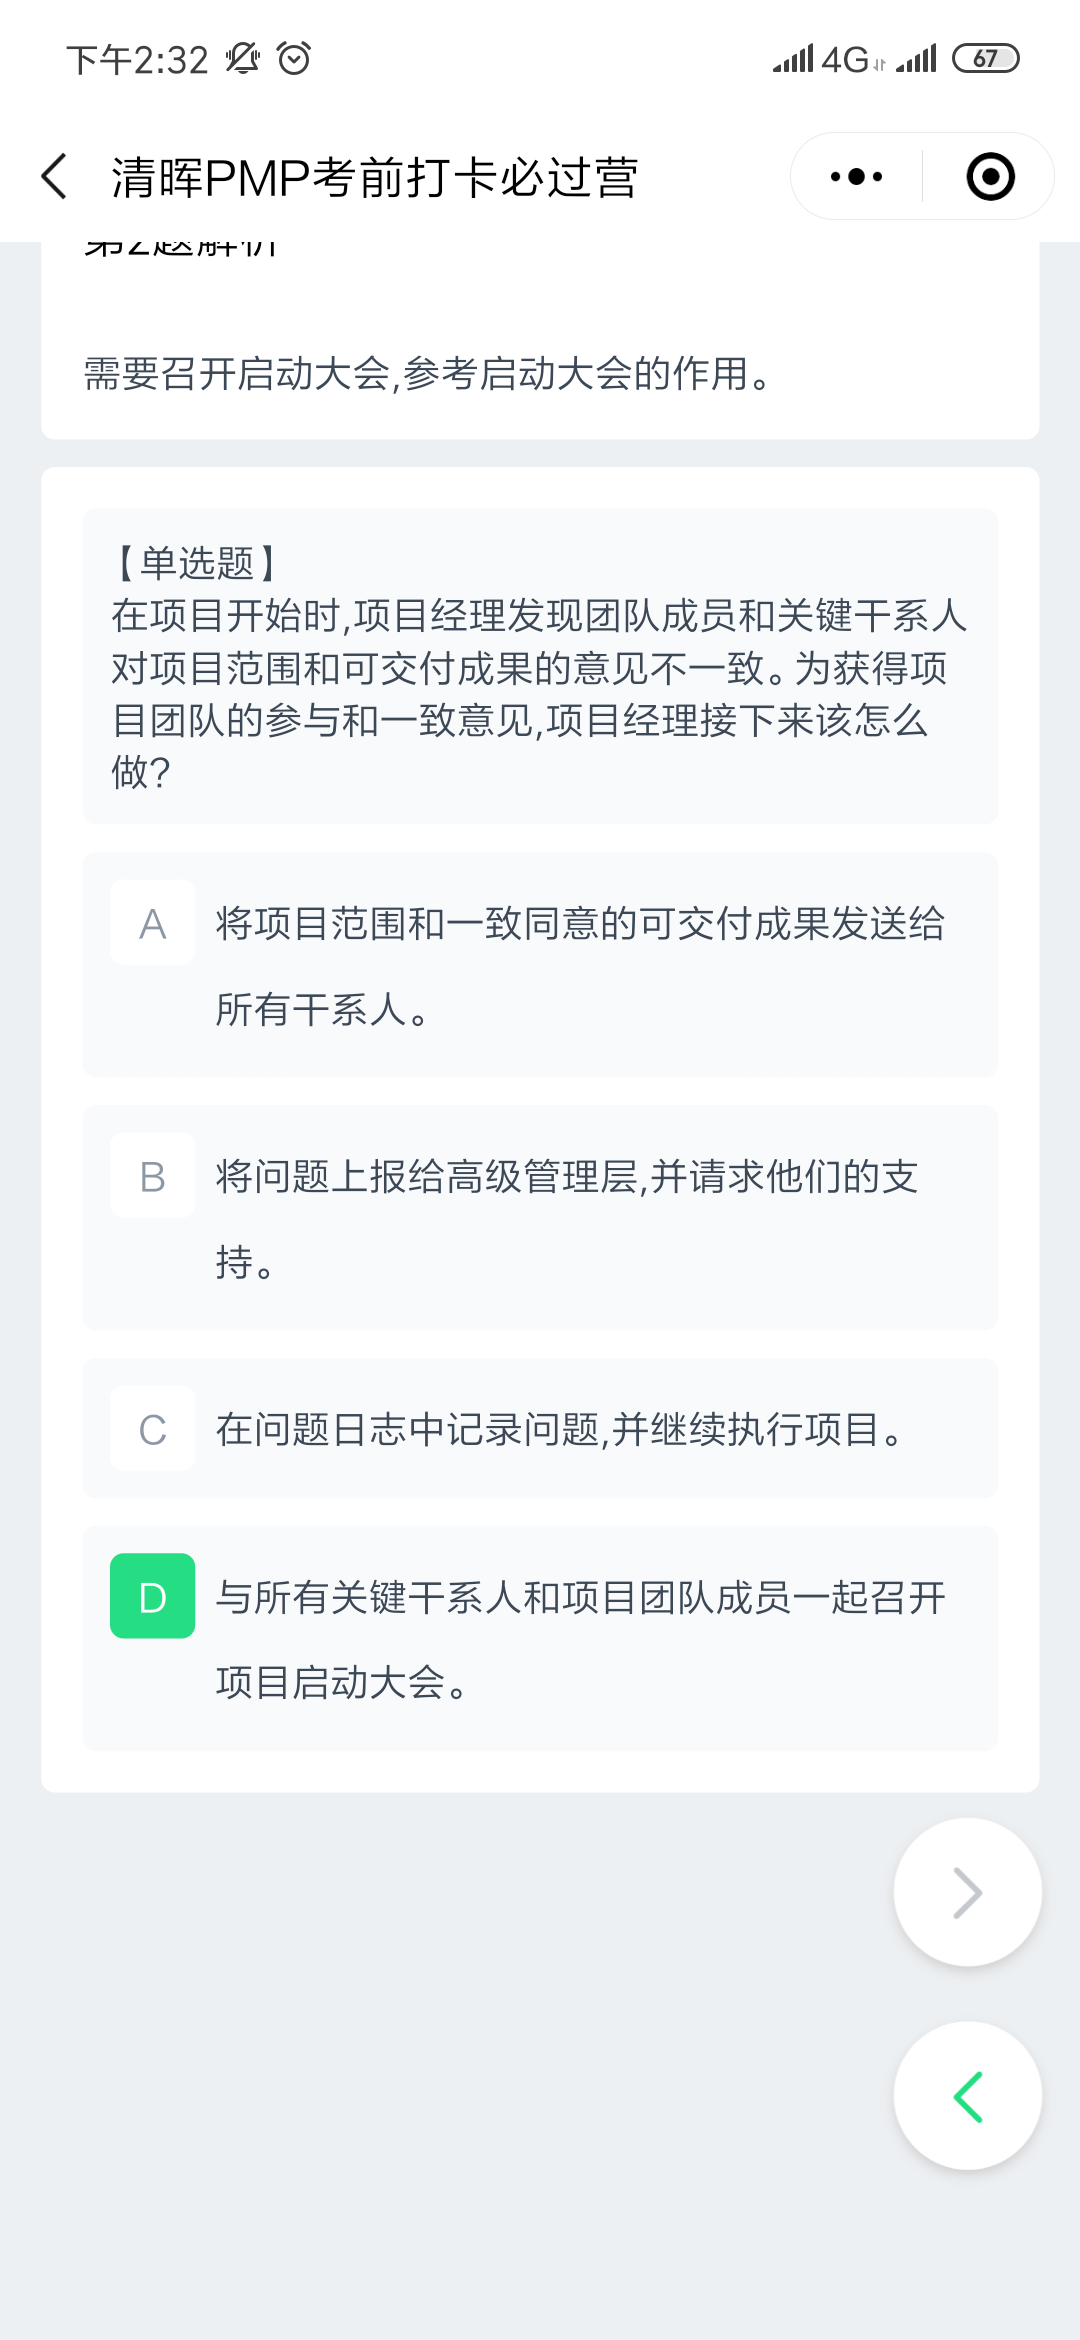 下午2:32
4G
67
清晖PMP考前打卡必过营
第2题解析
需要召开启动大会,参考启动大会的作用。
【单选题】
在项目开始时,项目经理发现团队成员和关键干系人
对项目范围和可交付成果的意见不一致。为获得项
目团队的参与和一致意见,项目经理接下来该怎么
做?
A
将项目范围和一致同意的可交付成果发送给
所有干系人。
B
将问题上报给高级管理层,并请求他们的支
持。
C
在问题日志中记录问题,并继续执行项目。
D
与所有关键干系人和项目团队成员一起召开
项目启动大会。